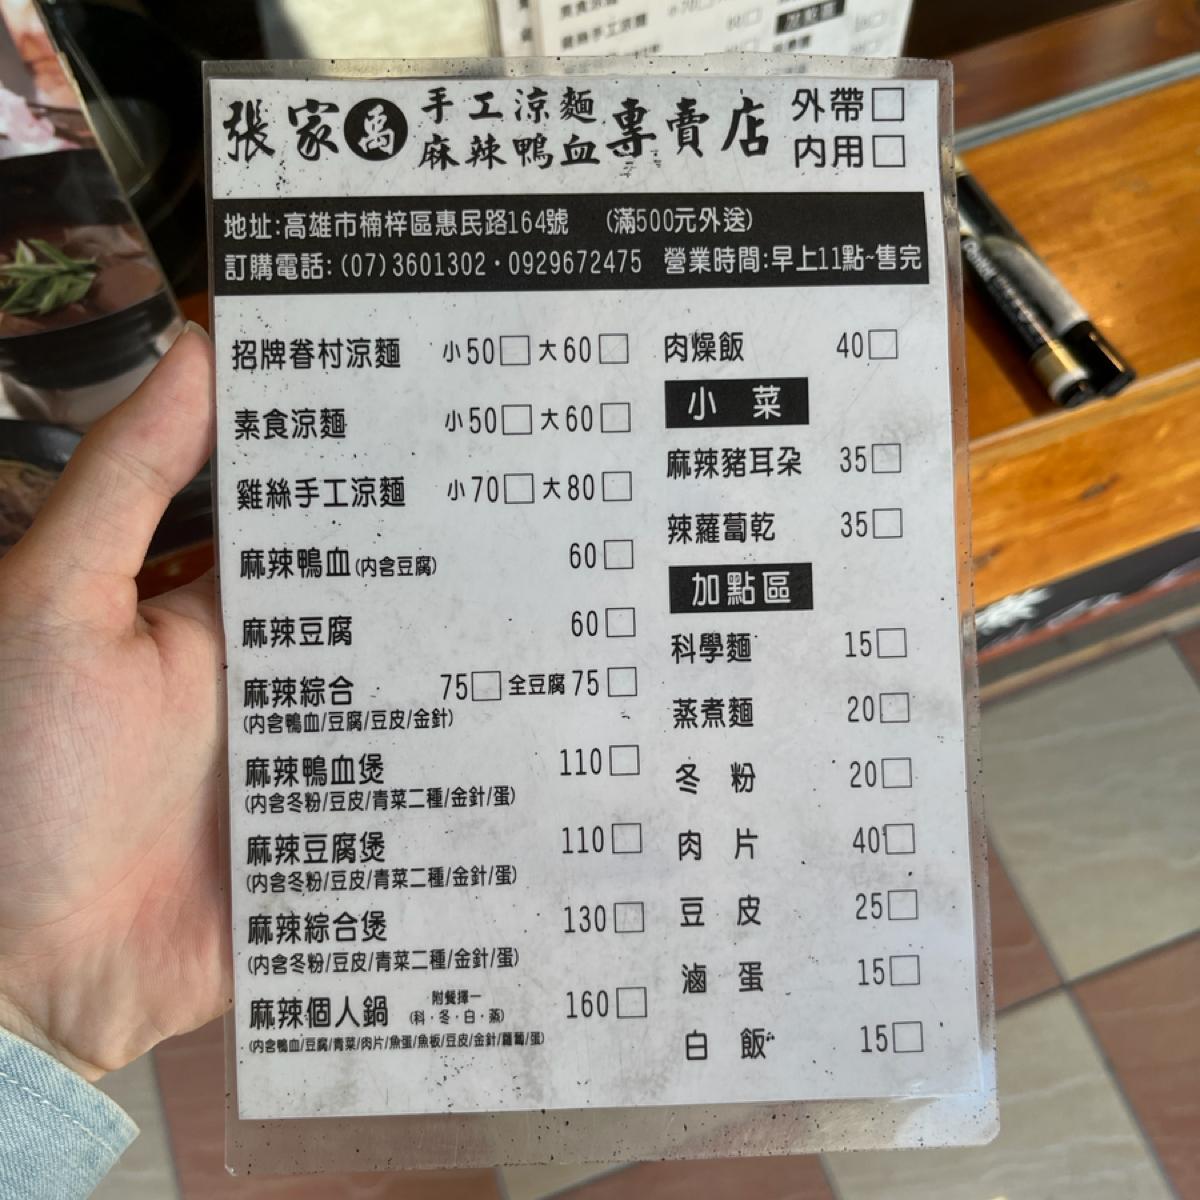 張家禹 手工涼麵 麻辣鴨血 專賣店
外帶□
内用□
地址:高雄市楠梓區惠民路164號 (滿500元外送)
訂購電話:(07)3601302·0929672475 營業時間:早上11點~售完
招牌眷村涼麵 小50□ 大60□
素食涼麵 小50□ 大60□
雞絲手工涼麵 小70□ 大80□
麻辣鴨血(内含豆腐) 60□
麻辣豆腐 60□
麻辣綜合 75□ 全豆腐 75□
(内含鴨血/豆腐/豆皮/金針)
麻辣鴨血煲 110□
(内含冬粉/豆皮/青菜二種/金針/蛋)
麻辣豆腐煲 110□
(内含冬粉/豆皮/青菜二種/金針/蛋)
麻辣綜合煲 130□
(内含冬粉/豆皮/青菜二種/金針/蛋)
麻辣個人鍋 附餐擇一 (科·冬·白·蒸) 160□
(内含鴨血/豆腐/青菜/肉片/魚蛋/魚板/豆皮/金針/蘿蔔/蛋)
肉燥飯 40□
小菜
麻辣豬耳朵 35□
辣蘿蔔乾 35□
加點區
科學麵 15□
蒸煮麵 20□
冬粉 20□
肉片 40□
豆皮 25□
滷蛋 15□
白飯 15□